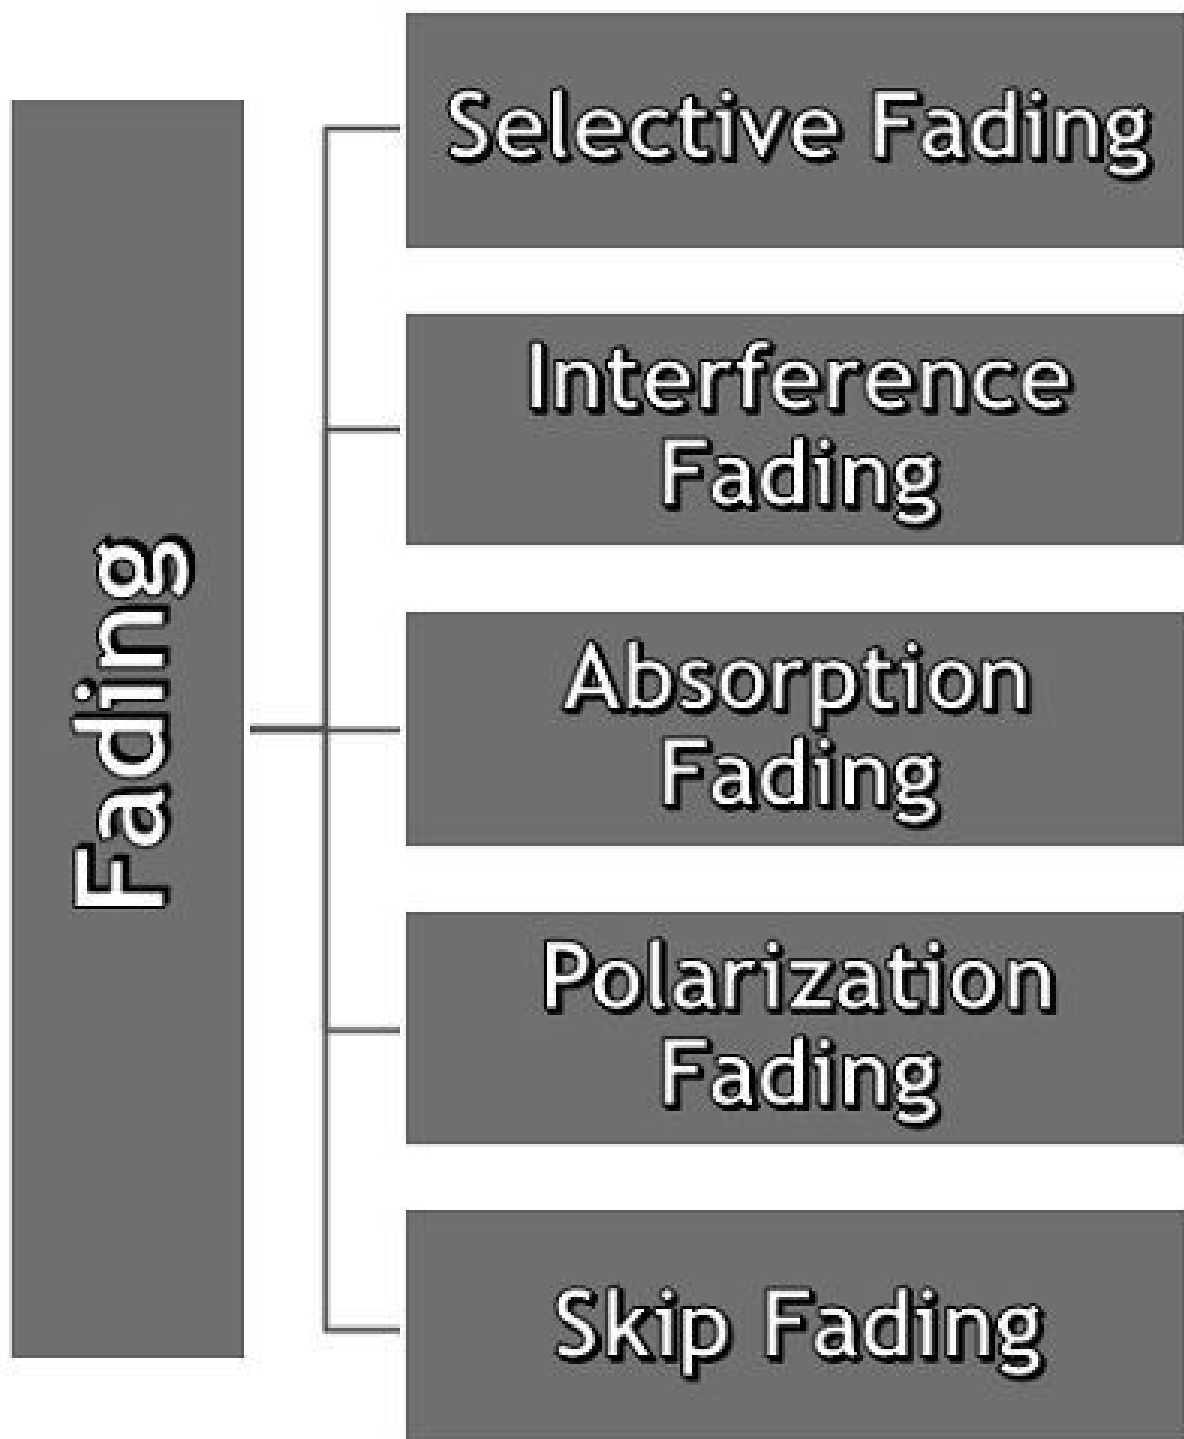 Fading
Selective Fading
Interference
Fading
Absorption
Fading
Polarization
Fading
Skip Fading